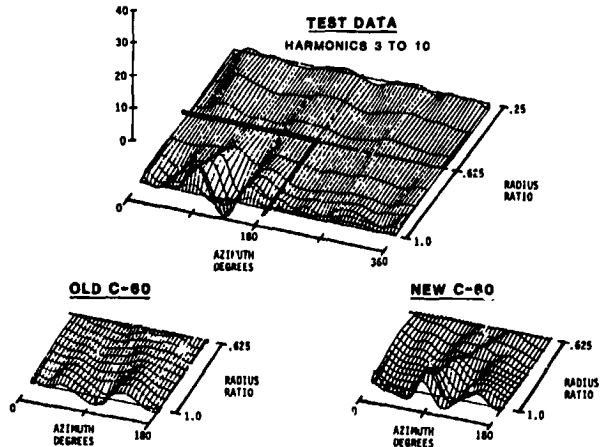 TEST DATA
HARMONICS 3 TO 10
40
30
20
10
0
.25
.625
RADIUS
RATIO
1.0
0
180
360
AZIMUTH
DEGREES
OLD C-60
.625
RADIUS
RATIO
1.0
0
180
AZIMUTH
DEGREES
NEW C-60
.625
RADIUS
RATIO
1.0
0
180
AZIMUTH
DEGREES